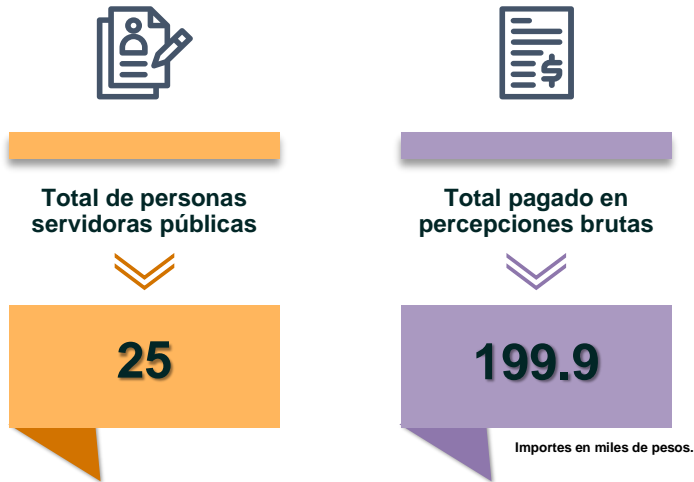 Total de personas
servidoras públicas
25
Total pagado en
percepciones brutas
199.9
Importes en miles de pesos.